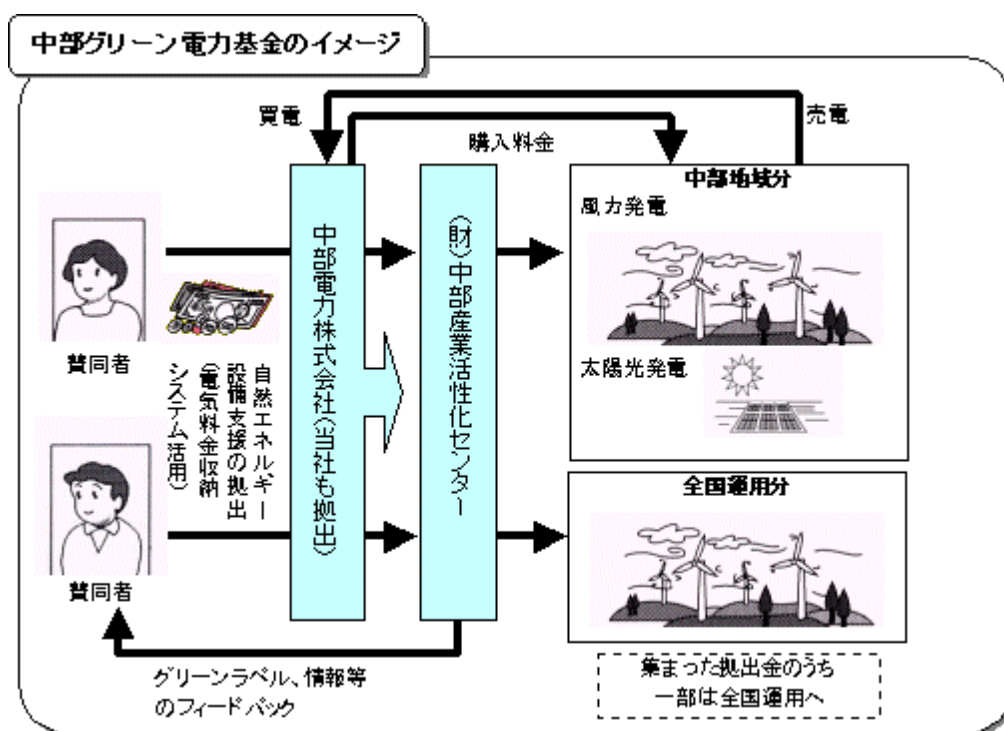 中部グリーン電力基金のイメージ
買電
売電
購入料金
中部電力株式会社(当社も拠出)
(財)中部産業活性化センター
中部地域分
風力発電
太陽光発電
賛同者
自然エネルギー
設備支援の拠出
(電気料金収納
システム活用)
全国運用分
賛同者
グリーンラベル、情報等
のフィードバック
集まった拠出金のうち
一部は全国運用へ